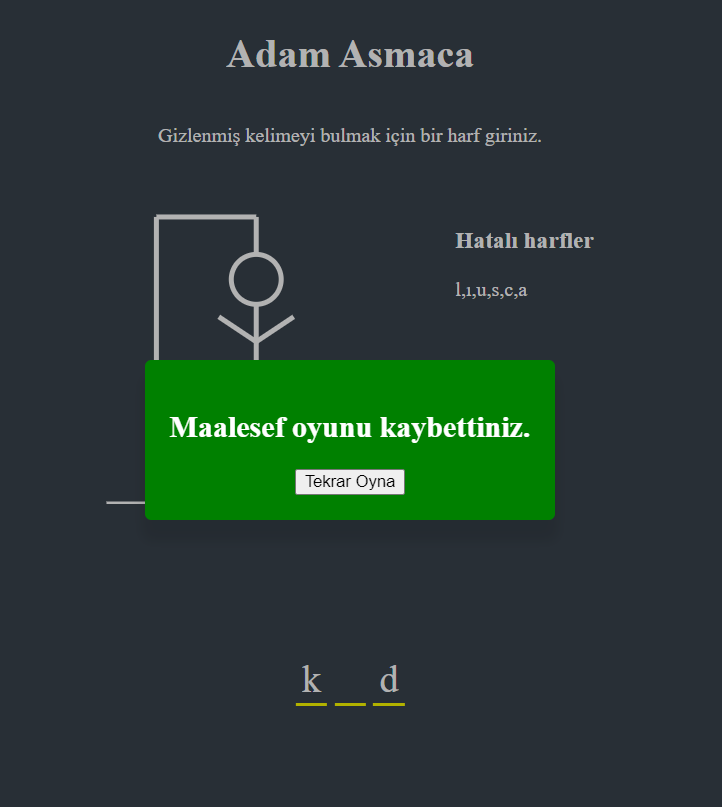 Adam Asmaca
Gizlenmiş kelimeyi bulmak için bir harf giriniz.
Hatalı harfler
l,ı,u,s,c,a
Maalesef oyunu kaybettiniz.
Tekrar Oyna
k d